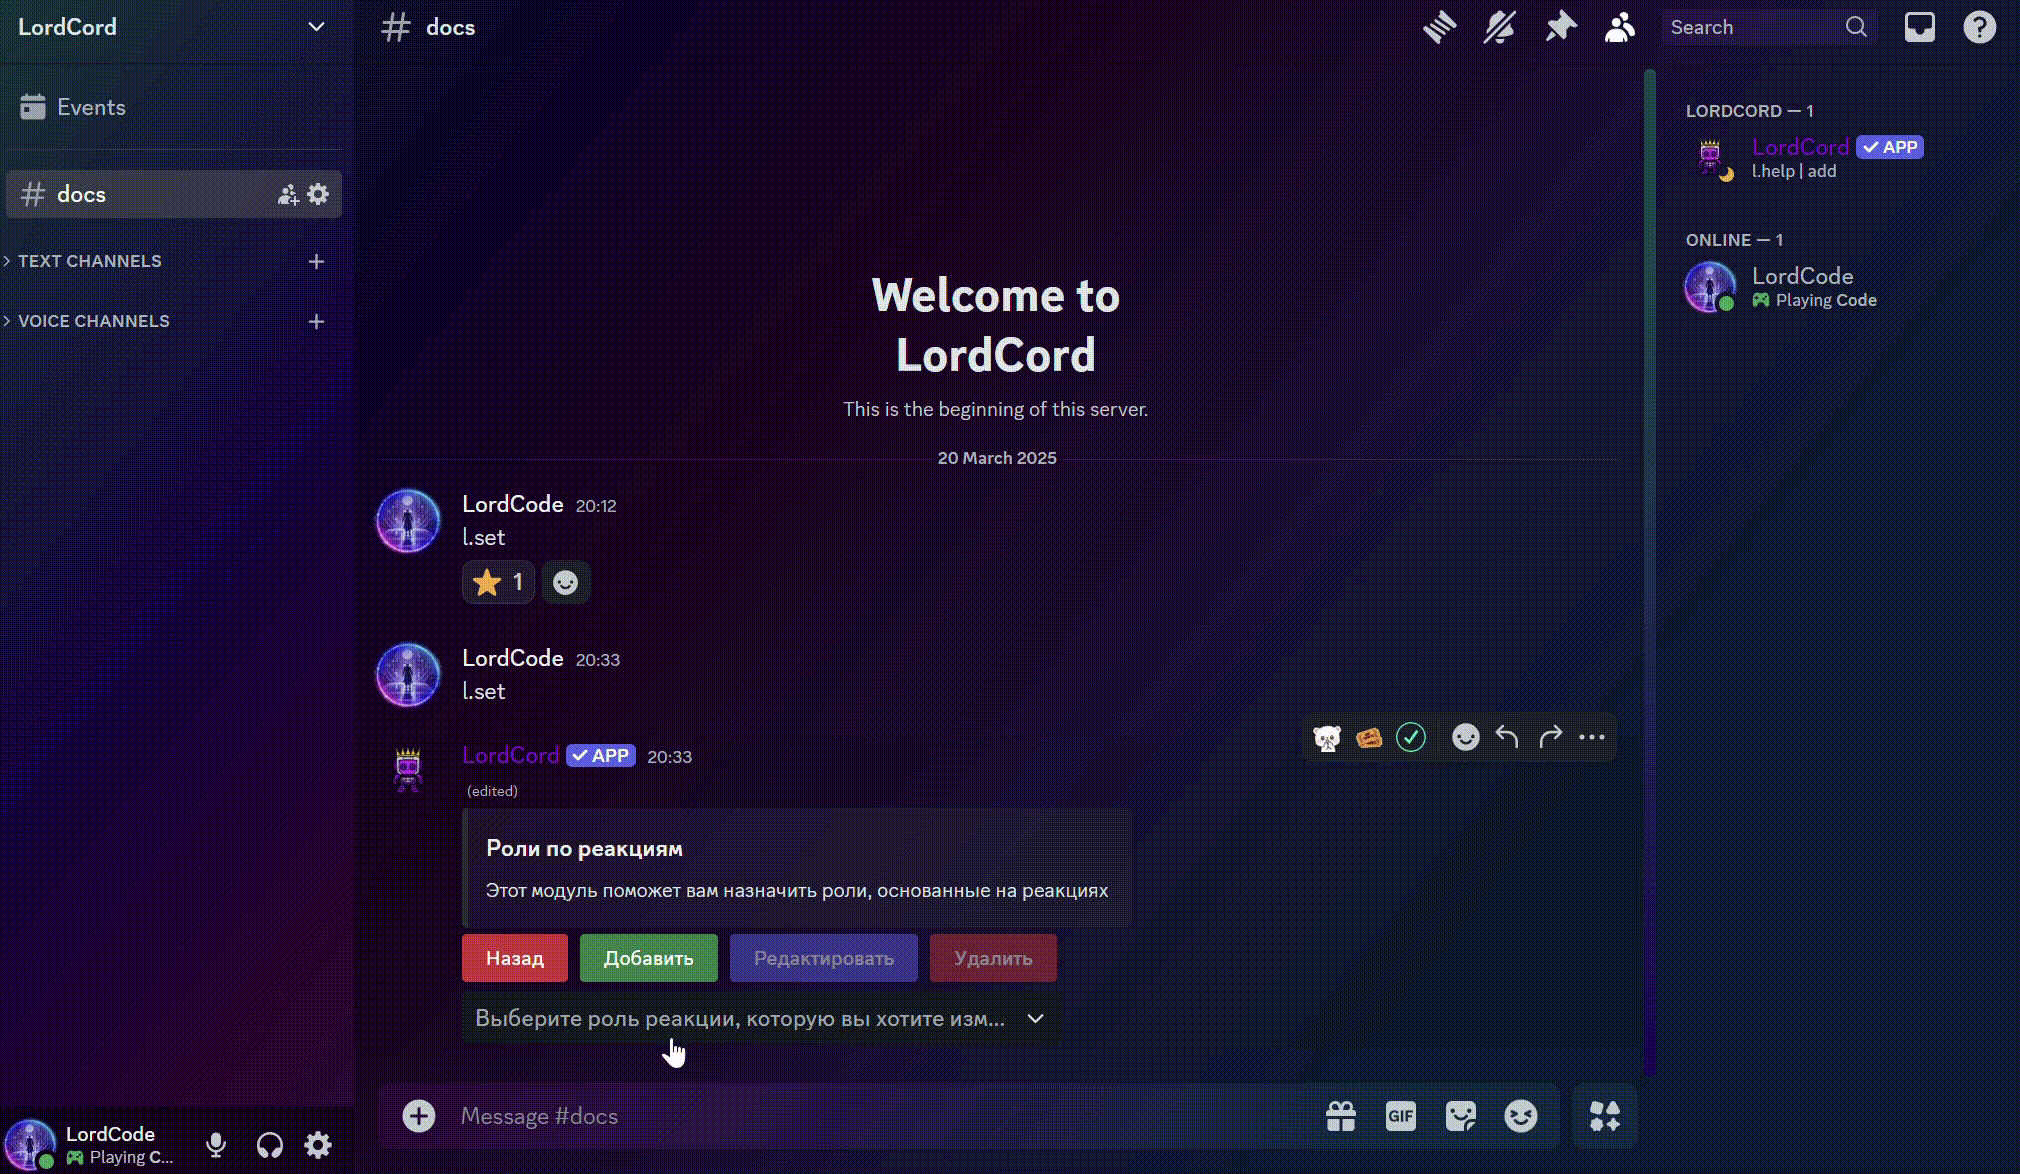 LordCord
Events
docs
TEXT CHANNELS
VOICE CHANNELS
LordCode
Playing C...
docs
Search
Welcome to
LordCord
This is the beginning of this server.
20 March 2025
LordCode 20:12
l.set
1
LordCode 20:33
l.set
LordCord APP 20:33
(edited)
Роли по реакциям
Этот модуль поможет вам назначить роли, основанные на реакциях
Назад Добавить Редактировать Удалить
Выберите роль реакции, которую вы хотите изм...
Message #docs
GIF
LORDCORD — 1
LordCord APP
l.help | add
ONLINE — 1
LordCode
Playing Code